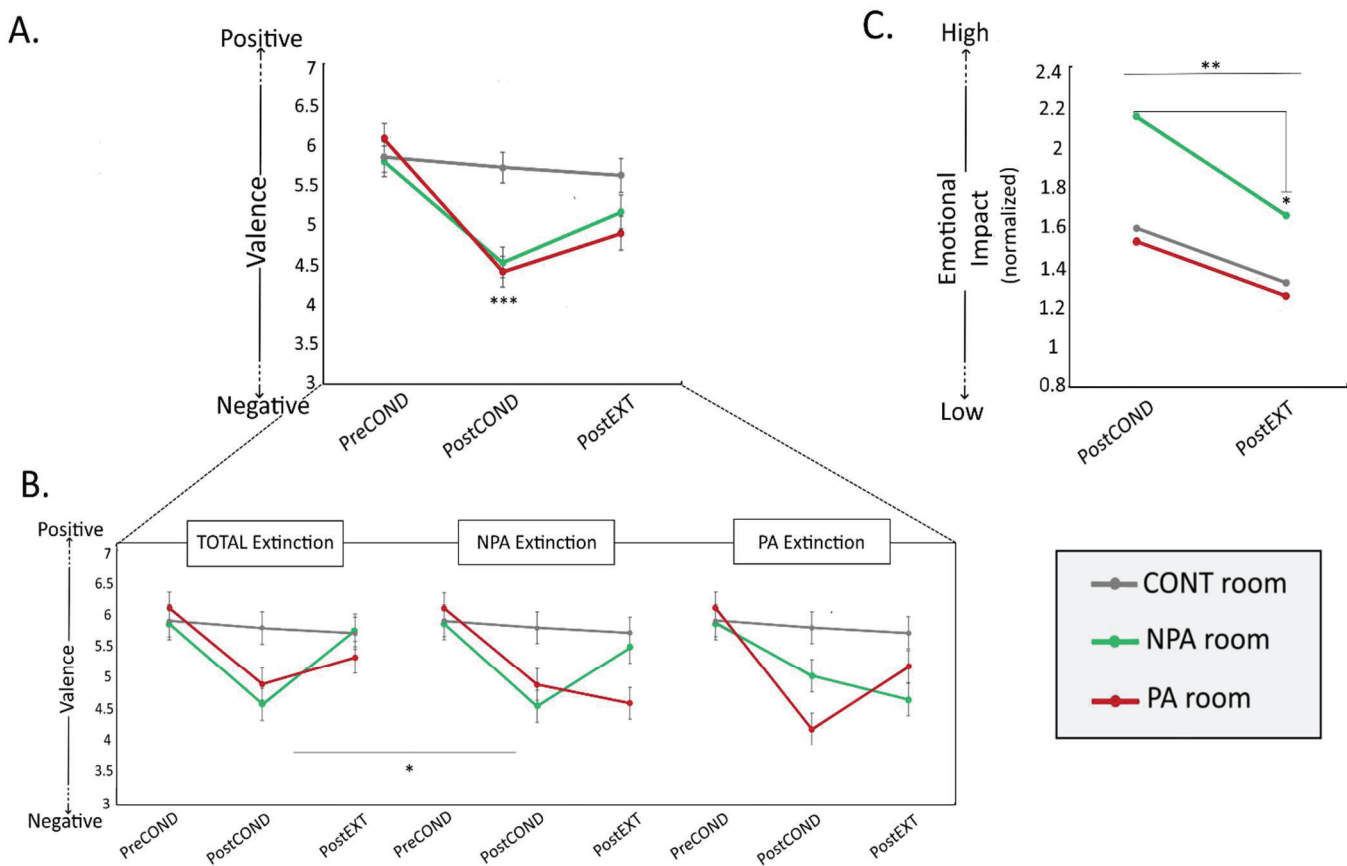 A.
Positive
Valence
7
6.5
6
5.5
5
4.5
4
3.5
3
Negative
***
PreCOND
PostCOND
PostEXT
C.
High
Emotional
Impact
(normalized)
2.4
2.2
2
1.8
1.6
1.4
1.2
1
0.8
Low
**
*
PostCOND
PostEXT
B.
Positive
Valence
7
6.5
6
5.5
5
4.5
4
3.5
3
Negative
TOTAL Extinction
NPA Extinction
PA Extinction
*
PreCOND
PostCOND
PostEXT
PreCOND
PostCOND
PostEXT
PreCOND
PostCOND
PostEXT
CONT room
NPA room
PA room